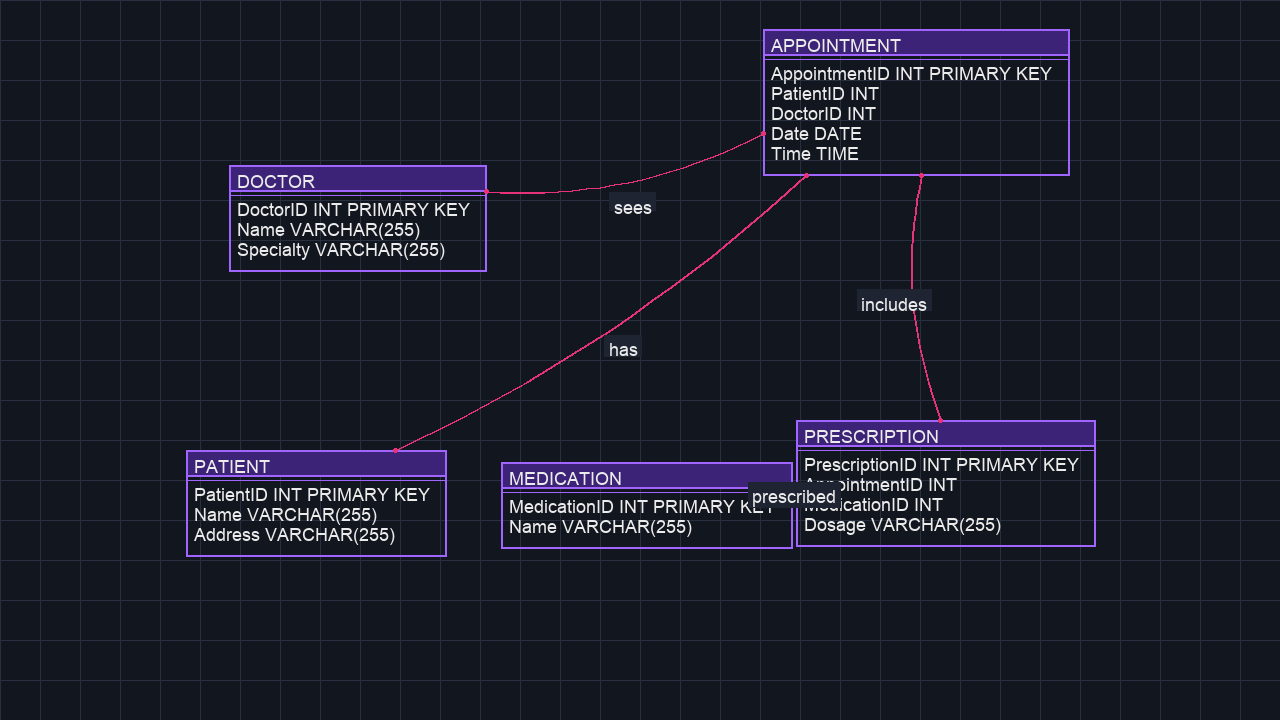 APPOINTMENT
AppointmentID INT PRIMARY KEY
PatientID INT
DoctorID INT
Date DATE
Time TIME
DOCTOR
DoctorID INT PRIMARY KEY
Name VARCHAR(255)
Specialty VARCHAR(255)
sees
includes
has
PATIENT
PatientID INT PRIMARY KEY
Name VARCHAR(255)
Address VARCHAR(255)
MEDICATION
MedicationID INT PRIMARY KEY
Name VARCHAR(255)
prescribed
PRESCRIPTION
PrescriptionID INT PRIMARY KEY
AppointmentID INT
MedicationID INT
Dosage VARCHAR(255)